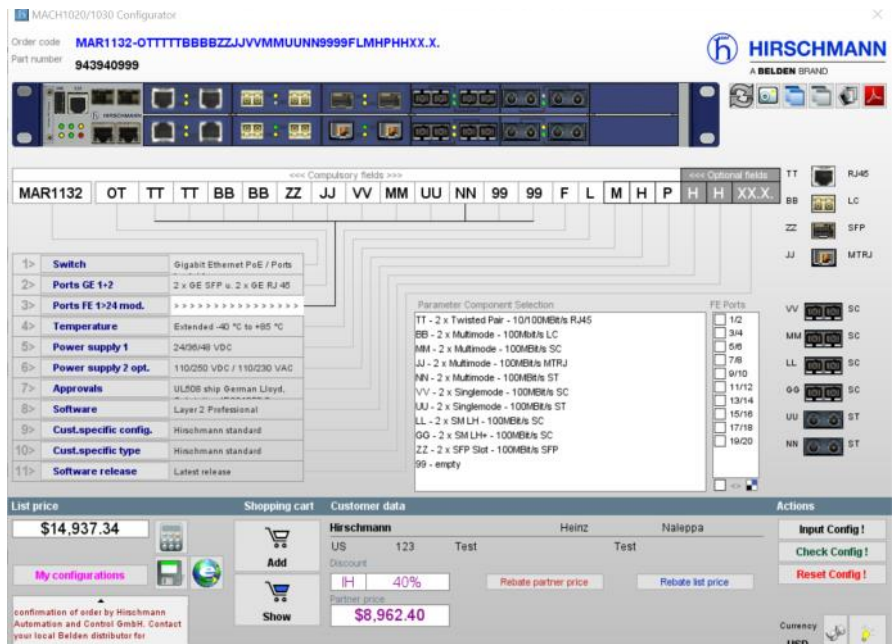 MACH1020/1030 Configurator
Order code MAR1132-OTTTTTBBBBZZJJVVMMUUNN9999FLMHPHHXX.X.
Part number 943940999
HIRSCHMANN
A BELDEN BRAND
<<< Compulsory fields >>>
<<< Optional fields
MAR1132 OT TT TT BB BB ZZ JJ VV MM UU NN 99 99 F L M H P H H XX.X.
TT RJ45
BB LC
ZZ SFP
JJ MTRJ
VV SC
MM SC
LL SC
GG SC
UU ST
NN ST
1> Switch Gigabit Ethernet PoE / Ports
2> Ports GE 1+2 2 x GE SFP u. 2 x GE RJ 45
3> Ports FE 1>24 mod. > > > > > > > > > > > > > > > >
4> Temperature Extended -40 °C to +85 °C
5> Power supply 1 24/36/48 VDC
6> Power supply 2 opt. 110/250 VDC / 110/230 VAC
7> Approvals UL508 ship German Lloyd,
8> Software Layer 2 Professional
9> Cust.specific config. Hirschmann standard
10> Cust.specific type Hirschmann standard
11> Software release Latest release
Parameter Component Selection
TT - 2 x Twisted Pair - 10/100MBit/s RJ45
BB - 2 x Multimode - 100Mbit/s LC
MM - 2 x Multimode - 100MBit/s SC
JJ - 2 x Multimode - 100MBit/s MTRJ
NN - 2 x Multimode - 100MBit/s ST
VV - 2 x Singlemode - 100MBit/s SC
UU - 2 x Singlemode - 100MBit/s ST
LL - 2 x SM LH - 100MBit/s SC
GG - 2 x SM LH+ - 100MBit/s SC
ZZ - 2 x SFP Slot - 100MBit/s SFP
99 - empty
FE Ports
1/2
3/4
5/6
7/8
9/10
11/12
13/14
15/16
17/18
19/20
<>
List price
$14,937.34
My configurations
confirmation of order by Hirschmann
Automation and Control GmbH. Contact
your local Belden distributor for
Shopping cart
Add
Show
Customer data
Hirschmann Heinz Naleppa
US 123 Test Test
Discount
IH 40%
Rebate partner price
Rebate list price
Partner price
$8,962.40
Actions
Input Config !
Check Config !
Reset Config !
Currency
USD